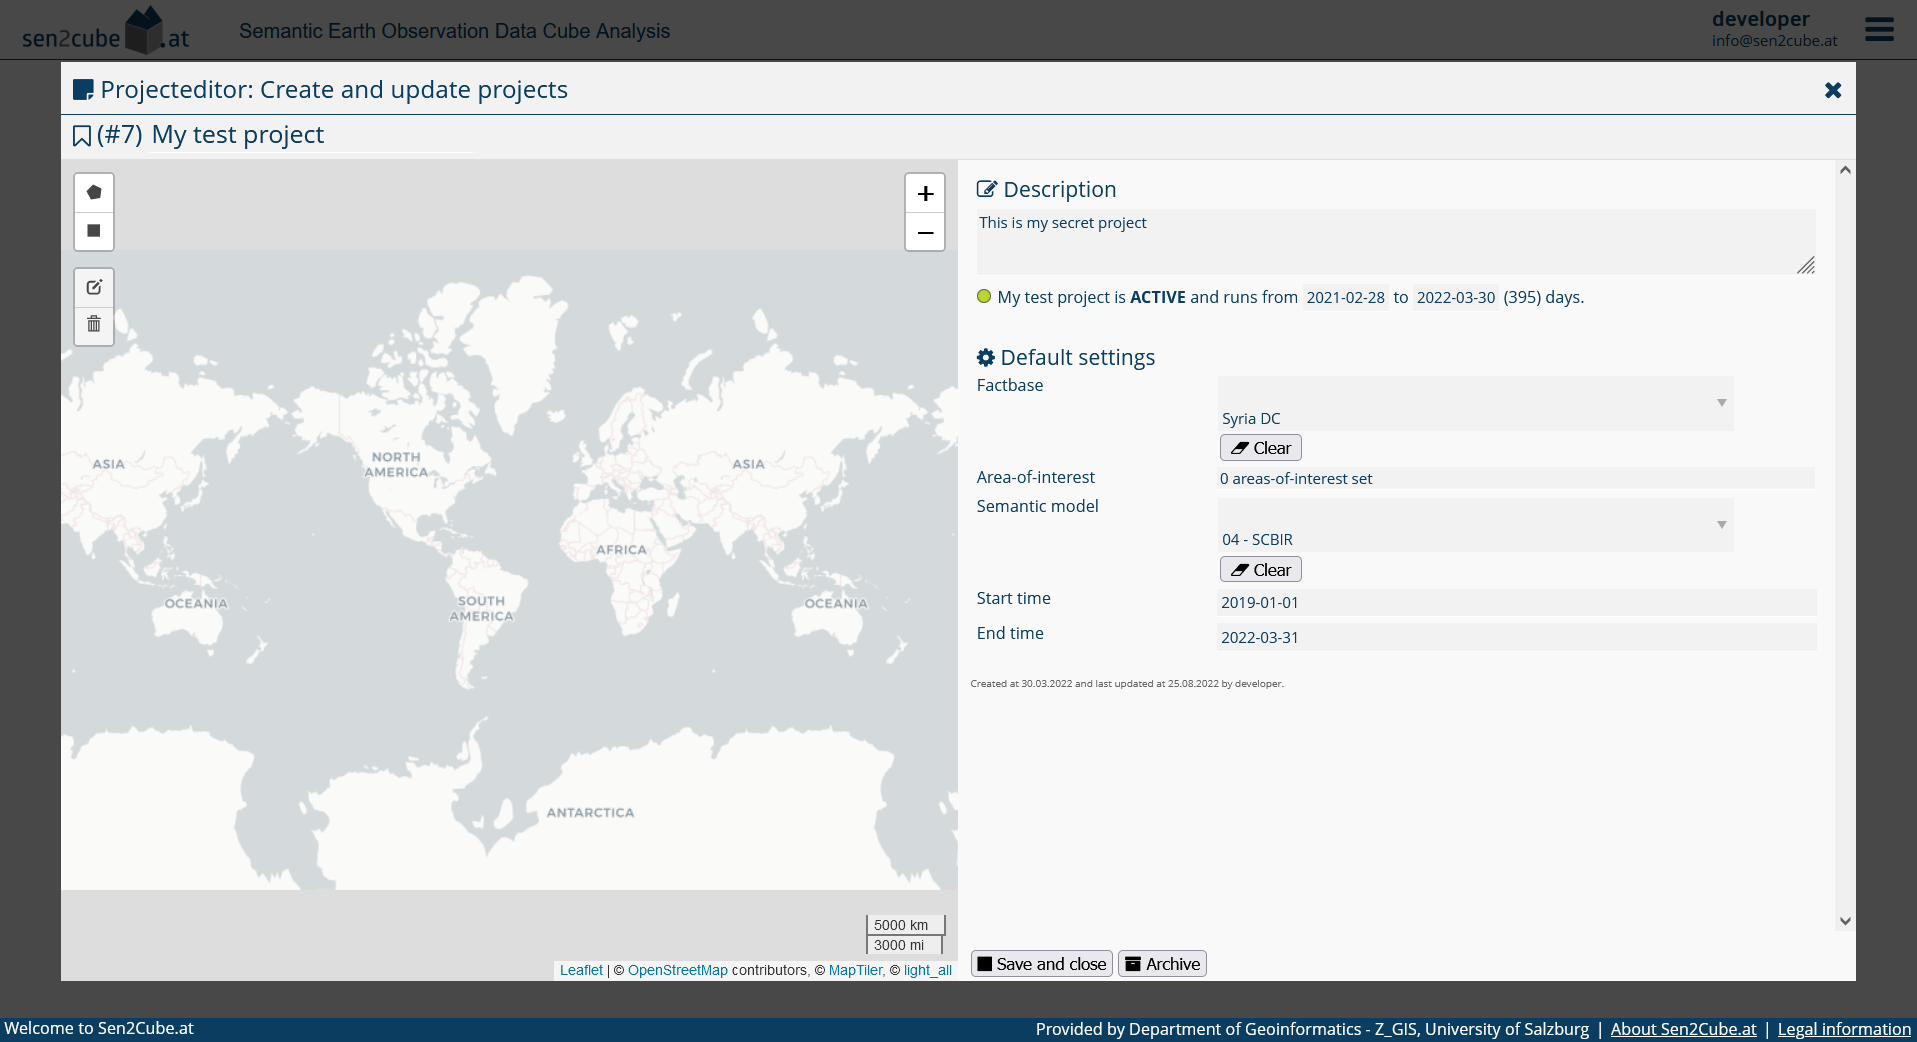 sen2cube.at
Semantic Earth Observation Data Cube Analysis
developer
info@sen2cube.at
Projecteditor: Create and update projects
(#7) My test project
+
−
ASIA
NORTH
AMERICA
ASIA
AFRICA
OCEANIA
SOUTH
AMERICA
OCEANIA
ANTARCTICA
5000 km
3000 mi
Leaflet | © OpenStreetMap contributors, © MapTiler, © light_all
Description
This is my secret project
My test project is ACTIVE and runs from 2021-02-28 to 2022-03-30 (395) days.
Default settings
Factbase
Syria DC
Clear
Area-of-interest 0 areas-of-interest set
Semantic model
04 - SCBIR
Clear
Start time 2019-01-01
End time 2022-03-31
Created at 30.03.2022 and last updated at 25.08.2022 by developer.
Save and close Archive
Welcome to Sen2Cube.at
Provided by Department of Geoinformatics - Z_GIS, University of Salzburg | About Sen2Cube.at | Legal information